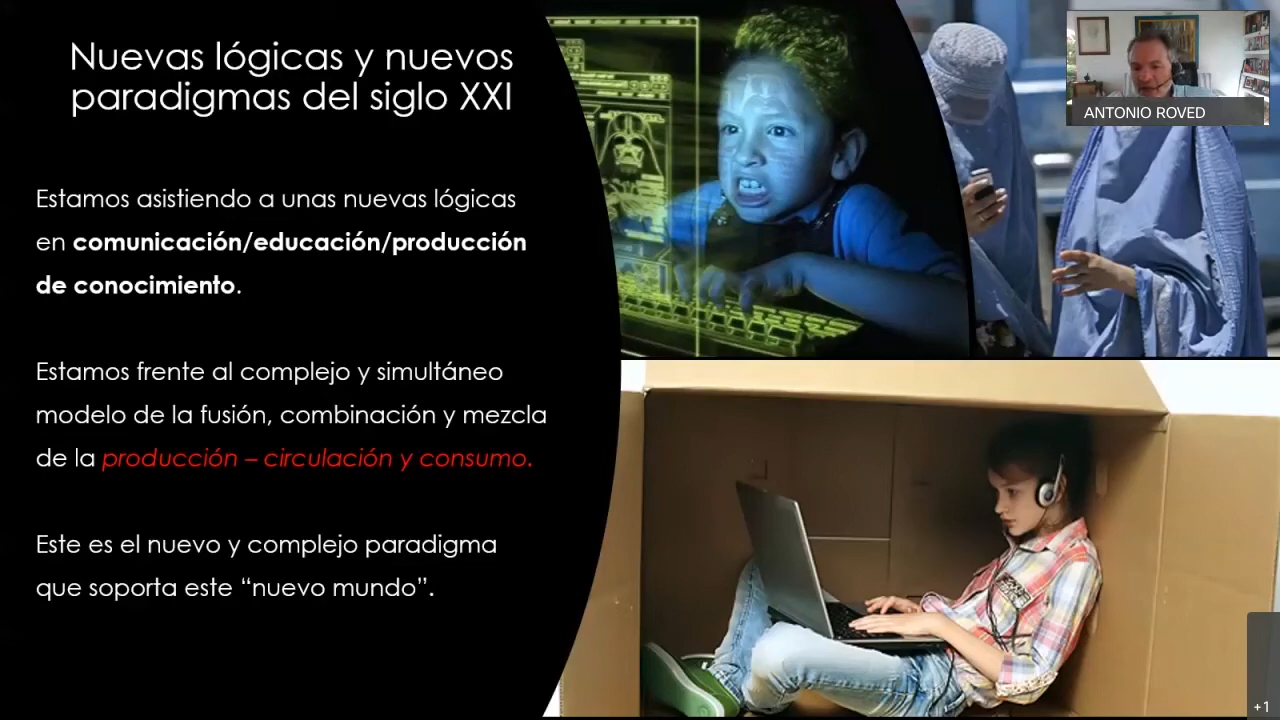 Nuevas lógicas y nuevos
paradigmas del siglo XXI
Estamos asistiendo a unas nuevas lógicas
en comunicación/educación/producción
de conocimiento.
Estamos frente al complejo y simultáneo
modelo de la fusión, combinación y mezcla
de la producción – circulación y consumo.
Este es el nuevo y complejo paradigma
que soporta este “nuevo mundo”.
ANTONIO ROVED
+1